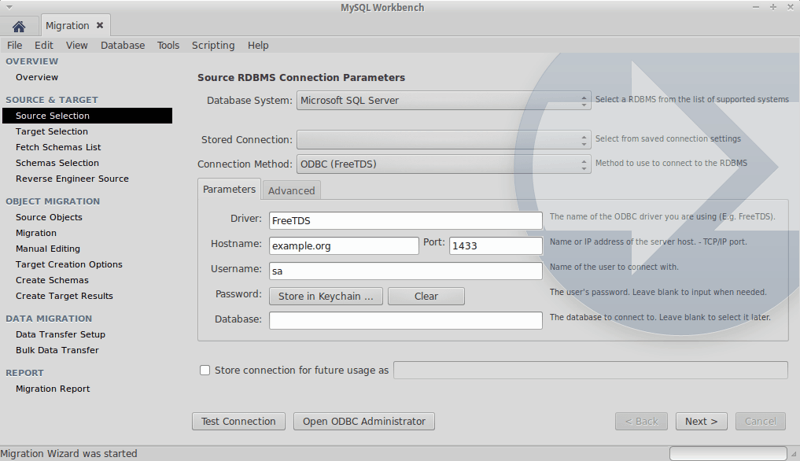 MySQL Workbench
Migration
File Edit View Database Tools Scripting Help
OVERVIEW
Overview
SOURCE & TARGET
Source Selection
Target Selection
Fetch Schemas List
Schemas Selection
Reverse Engineer Source
OBJECT MIGRATION
Source Objects
Migration
Manual Editing
Target Creation Options
Create Schemas
Create Target Results
DATA MIGRATION
Data Transfer Setup
Bulk Data Transfer
REPORT
Migration Report
Source RDBMS Connection Parameters
Database System: Microsoft SQL Server Select a RDBMS from the list of supported systems
Stored Connection: Select from saved connection settings
Connection Method: ODBC (FreeTDS) Method to use to connect to the RDBMS
Parameters Advanced
Driver: FreeTDS The name of the ODBC driver you are using (E.g. FreeTDS).
Hostname: example.org Port: 1433 Name or IP address of the server host. - TCP/IP port.
Username: sa Name of the user to connect with.
Password: Store in Keychain ... Clear The user's password. Leave blank to input when needed.
Database: The database to connect to. Leave blank to select it later.
Store connection for future usage as
Test Connection Open ODBC Administrator < Back Next > Cancel
Migration Wizard was started